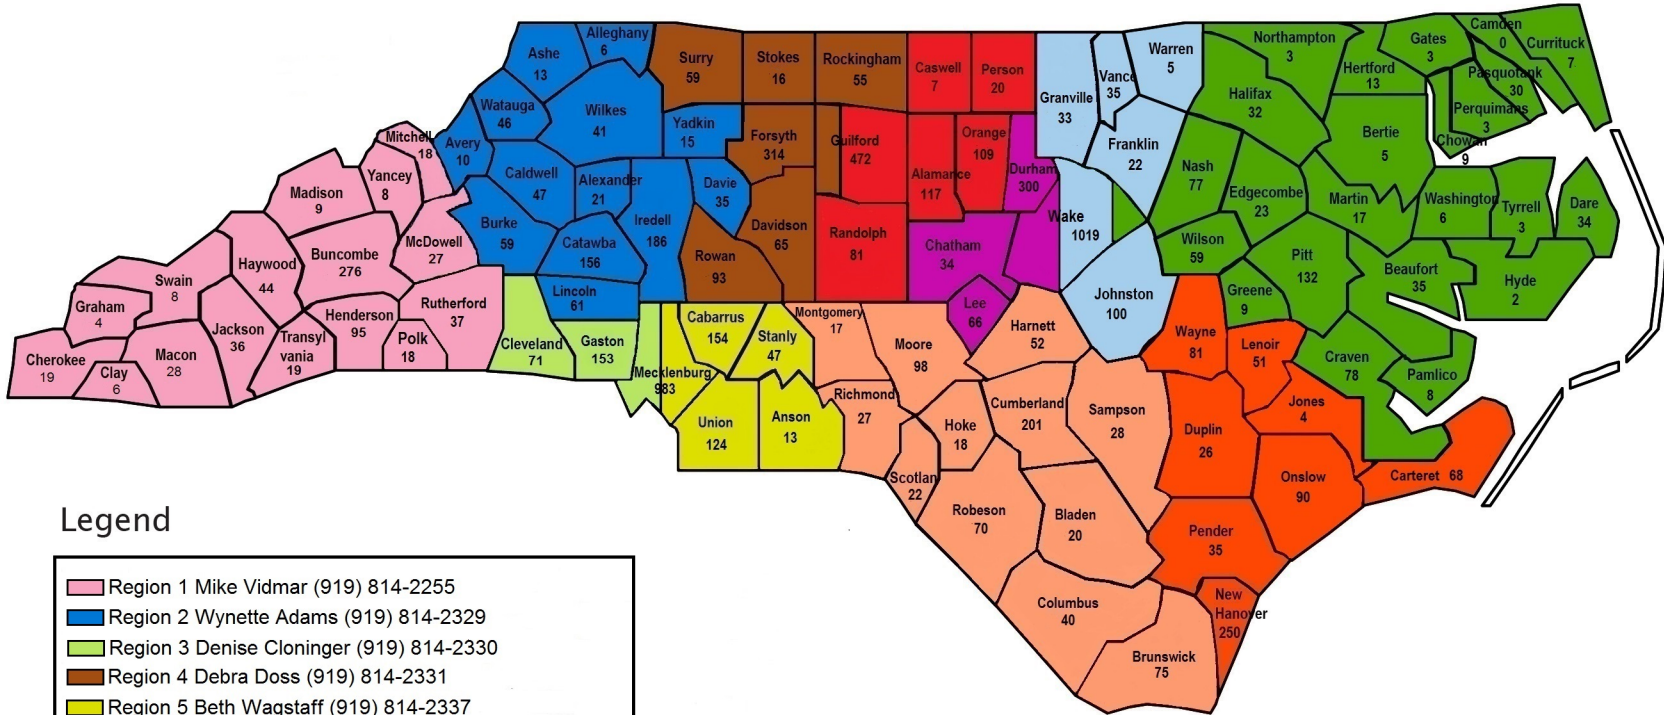 Ashe
13
Alleghany
6
Surry
59
Stokes
16
Rockingham
55
Caswell
7
Person
20
Granville
33
Vance
35
Warren
5
Northampton
3
Gates
3
Camden
0
Currituck
7
Hertford
13
Pasquotank
30
Perquimans
3
Chowan
9
Halifax
32
Bertie
5
Watauga
46
Wilkes
41
Yadkin
15
Forsyth
314
Guilford
472
Alamance
117
Orange
109
Durham
300
Franklin
22
Nash
77
Edgecombe
23
Martin
17
Washington
6
Tyrrell
3
Dare
34
Mitchell
18
Avery
10
Yancey
8
Madison
9
Caldwell
47
Alexander
21
Davie
35
Iredell
186
Burke
59
Catawba
156
Davidson
65
Rowan
93
Randolph
81
Chatham
34
Wake
1019
Wilson
59
Pitt
132
Beaufort
35
Hyde
2
McDowell
27
Buncombe
276
Haywood
44
Swain
8
Graham
4
Cherokee
19
Clay
6
Macon
28
Jackson
36
Transyl
vania
19
Henderson
95
Polk
18
Rutherford
37
Cleveland
71
Lincoln
61
Gaston
153
Mecklenburg
983
Cabarrus
154
Stanly
47
Union
124
Anson
13
Montgomery
17
Moore
98
Lee
66
Harnett
52
Johnston
100
Greene
9
Wayne
81
Lenoir
51
Craven
78
Pamlico
8
Jones
4
Richmond
27
Hoke
18
Cumberland
201
Sampson
28
Duplin
26
Onslow
90
Carteret 68
Scotlan
22
Robeson
70
Bladen
20
Pender
35
Columbus
40
New
Hanover
250
Brunswick
75
Legend
Region 1 Mike Vidmar (919) 814-2255
Region 2 Wynette Adams (919) 814-2329
Region 3 Denise Cloninger (919) 814-2330
Region 4 Debra Doss (919) 814-2331
Region 5 Beth Wagstaff (919) 814-2337